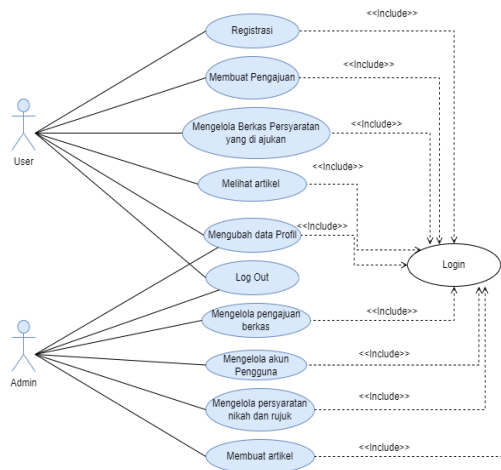 <<Include>>
Registrasi
<<Include>>
Membuat Pengajuan
<<Include>>
Mengelola Berkas Persyaratan
yang di ajukan
User
<<Include>>
Melihat artikel
<<Include>>
Mengubah data Profil
Login
Log Out
<<Include>>
Mengelola pengajuan
berkas
<<Include>>
Mengelola akun
Pengguna
Admin
<<Include>>
Mengelola persyaratan
nikah dan rujuk
<<Include>>
Membuat artikel